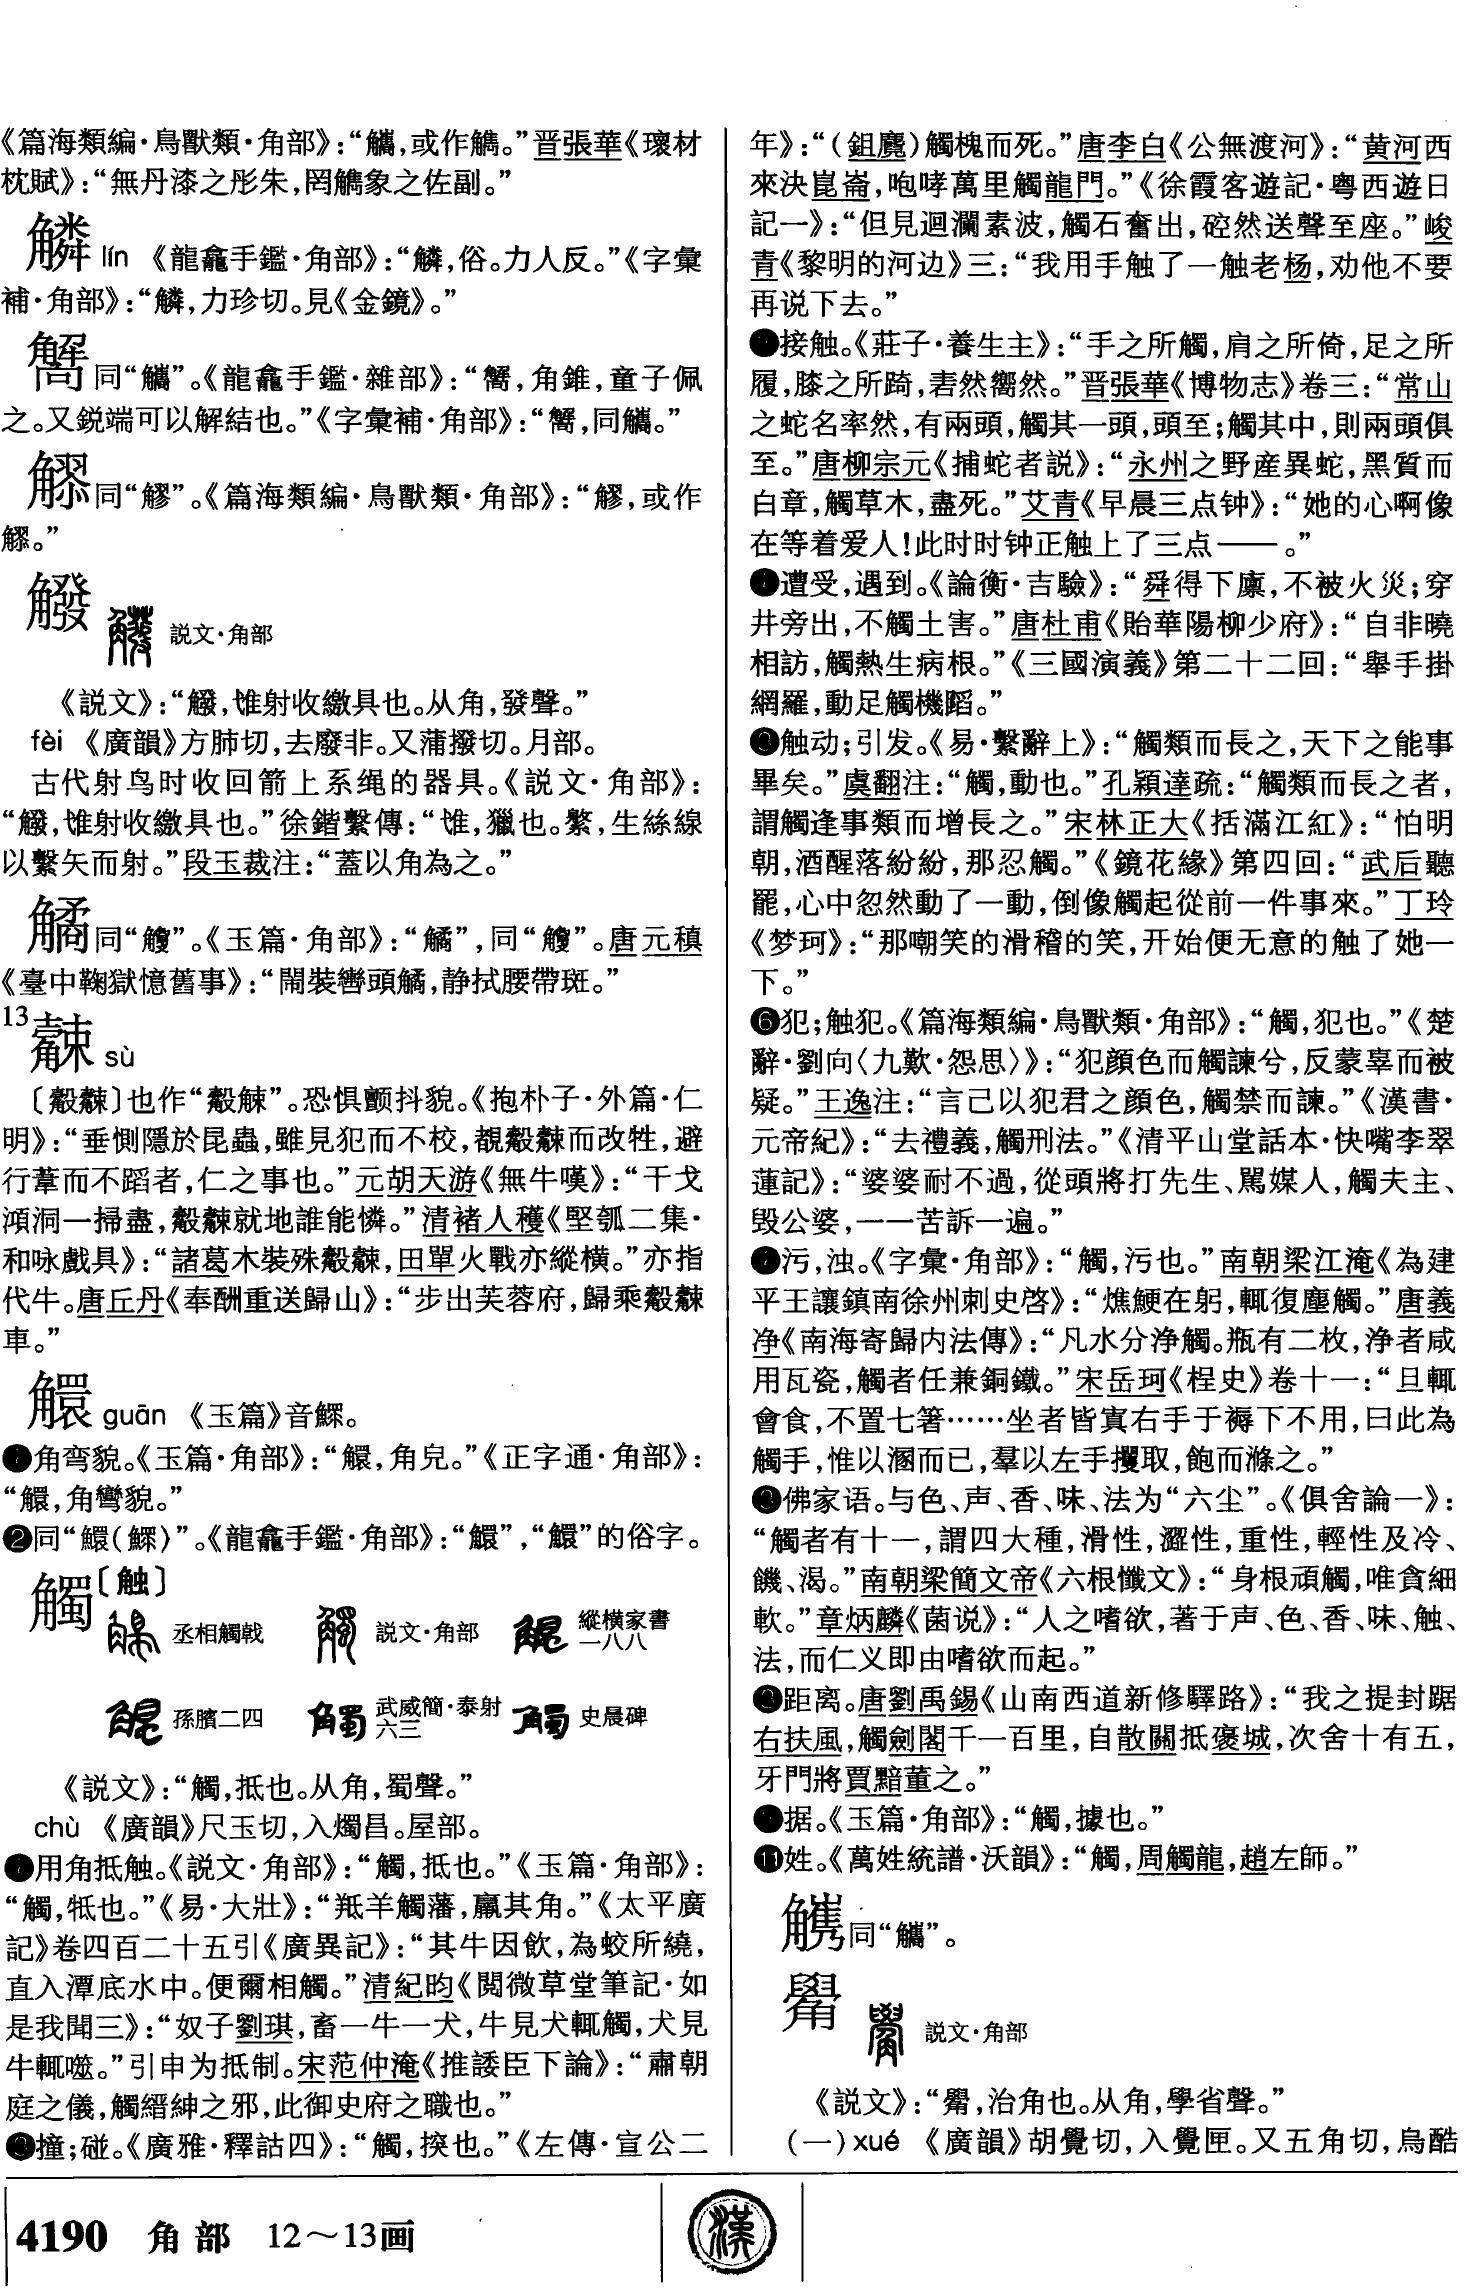 《篇海類編·鳥獸類·角部》：“觿，或作觹。”晋張華《瓌材
枕賦》：“無丹漆之彤朱，罔觹象之佐副。”
lín 《龍龕手鑑·角部》：“，俗。力人反。”《字彙
補·角部》：“，力珍切。見《金鏡》。”
同“觿”。《龍龕手鑑·雜部》：“，角錐，童子佩
之。又鋭端可以解結也。”《字彙補·角部》：“，同觿。”
同“觮”。《篇海類編·鳥獸類·角部》：“，或作
。”
説文·角部
《説文》：“，惟射收繳具也。从角，發聲。”
fèi 《廣韻》方肺切，去廢非。又蒲撥切。月部。
古代射鸟时收回箭上系绳的器具。《説文·角部》：
“，惟射收繳具也。”徐鍇繫傳：“惟，獵也。繁，生絲線
以繫矢而射。”段玉裁注：“蓋以角為之。”
觼 同“觼”。《玉篇·角部》：“”，同“觼”。唐元稹
《臺中鞫獄憶舊事》：“鬧裝轡頭，静拭腰帶斑。”
13
sù
〔觳〕也作“觳觫”。恐惧颤抖貌。《抱朴子·外篇·仁
明》：“垂惻隱於昆蟲，雖見犯而不校，覩觳而改牲，避
行葦而不蹈者，仁之事也。”元胡天游《無牛嘆》：“干戈
澒洞一掃盡，觳就地誰能憐。”清褚人穫《堅瓠二集·
和咏戲具》：“諸葛木裝殊觳，田單火戰亦縱横。”亦指
代牛。唐丘丹《奉酬重送歸山》：“步出芙蓉府，歸乘觳
車。”
guān 《玉篇》音鰥。
❶角弯貌。《玉篇·角部》：“，角皃。”《正字通·角部》：
“，角彎貌。”
❷同“鱞（鰥）”。《龍龕手鑑·角部》：“”，“鱞”的俗字。
觸〔触〕
丞相觸戟 説文·角部 縱横家書一八八
孫臏二四 武威簡·泰射六三 史晨碑
《説文》：“觸，抵也。从角，蜀聲。”
chù 《廣韻》尺玉切，入燭昌。屋部。
❶用角抵触。《説文·角部》：“觸，抵也。”《玉篇·角部》：
“觸，牴也。”《易·大壯》：“羝羊觸藩，羸其角。”《太平廣
記》卷四百二十五引《廣異記》：“其牛因飲，為蛟所繞，
直入潭底水中。便爾相觸。”清紀昀《閲微草堂筆記·如
是我聞三》：“奴子劉琪，畜一牛一犬，牛見犬輒觸，犬見
牛輒噬。”引申为抵制。宋范仲淹《推諉臣下論》：“肅朝
庭之儀，觸縉紳之邪，此御史府之職也。”
❷撞；碰。《廣雅·釋詁四》：“觸，揬也。”《左傳·宣公二
年》：“（鉏麑）觸槐而死。”唐李白《公無渡河》：“黄河西
來決崑崙，咆哮萬里觸龍門。”《徐霞客遊記·粤西遊日
記一》：“但見迴瀾素波，觸石奮出，硿然送聲至座。”峻
青《黎明的河边》三：“我用手触了一触老杨，劝他不要
再说下去。”
❸接触。《莊子·養生主》：“手之所觸，肩之所倚，足之所
履，膝之所踦，砉然嚮然。”晋張華《博物志》卷三：“常山
之蛇名率然，有兩頭，觸其一頭，頭至；觸其中，則兩頭俱
至。”唐柳宗元《捕蛇者説》：“永州之野産異蛇，黑質而
白章，觸草木，盡死。”艾青《早晨三点钟》：“她的心啊像
在等着爱人！此时时钟正触上了三点——。”
❹遭受，遇到。《論衡·吉驗》：“舜得下廩，不被火災；穿
井旁出，不觸土害。”唐杜甫《貽華陽柳少府》：“自非曉
相訪，觸熱生病根。”《三國演義》第二十二回：“舉手掛
網羅，動足觸機蹈。”
❺触动；引发。《易·繫辭上》：“觸類而長之，天下之能事
畢矣。”虞翻注：“觸，動也。”孔穎達疏：“觸類而長之者，
謂觸逢事類而增長之。”宋林正大《括滿江紅》：“怕明
朝，酒醒落紛紛，那忍觸。”《鏡花緣》第四回：“武后聽
罷，心中忽然動了一動，倒像觸起從前一件事來。”丁玲
《梦珂》：“那嘲笑的滑稽的笑，开始便无意的触了她一
下。”
❻犯；触犯。《篇海類編·鳥獸類·角部》：“觸，犯也。”《楚
辭·劉向〈九歎·怨思〉》：“犯顔色而觸諫兮，反蒙辜而被
疑。”王逸注：“言己以犯君之顔色，觸禁而諫。”《漢書·
元帝紀》：“去禮義，觸刑法。”《清平山堂話本·快嘴李翠
蓮記》：“婆婆耐不過，從頭將打先生、駡媒人，觸夫主、
毁公婆，一一苦訴一遍。”
❼污，浊。《字彙·角部》：“觸，污也。”南朝梁江淹《為建
平王讓鎮南徐州刺史啓》：“燋鯁在躬，輒復塵觸。”唐義
净《南海寄歸内法傳》：“凡水分净觸。瓶有二枚，净者咸
用瓦瓷，觸者任兼銅鐵。”宋岳珂《桯史》卷十一：“旦輒
會食，不置匕箸……坐者皆寘右手于褥下不用，曰此為
觸手，惟以溷而已，羣以左手攫取，飽而滌之。”
❽佛家语。与色、声、香、味、法为“六尘”。《俱舍論一》：
“觸者有十一，謂四大種，滑性，澀性，重性，輕性及冷、
饑、渴。”南朝梁簡文帝《六根懺文》：“身根頑觸，唯貪細
軟。”章炳麟《菌说》：“人之嗜欲，著于声、色、香、味、触、
法，而仁义即由嗜欲而起。”
❾距离。唐劉禹錫《山南西道新修驛路》：“我之提封踞
右扶風，觸劍閣千一百里，自散關抵褒城，次舍十有五，
牙門將賈黯董之。”
❿据。《玉篇·角部》：“觸，據也。”
⓫姓。《萬姓統譜·沃韻》：“觸，周觸龍，趙左師。”
同“觿”。
觷 説文·角部
《説文》：“觷，治角也。从角，學省聲。”
（一）xué 《廣韻》胡覺切，入覺匣。又五角切，烏酷
4190 角部 12～13画
漢